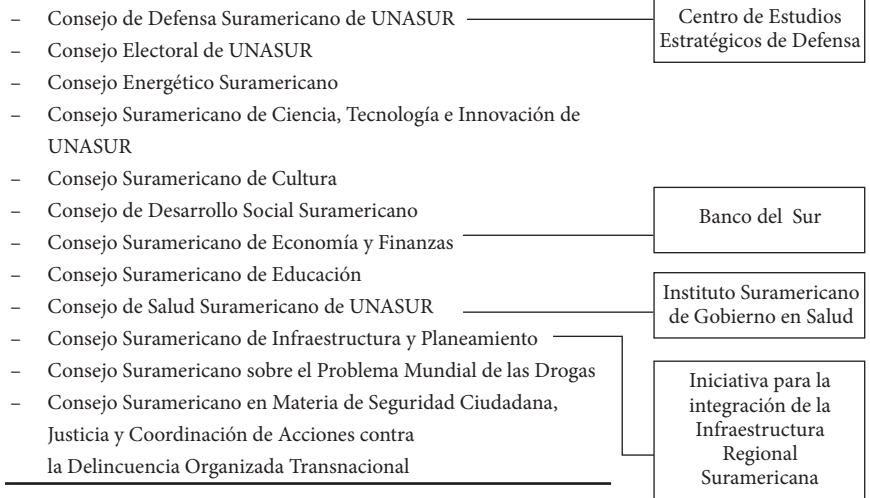 – Consejo de Defensa Suramericano de UNASUR
– Consejo Electoral de UNASUR
– Consejo Energético Suramericano
– Consejo Suramericano de Ciencia, Tecnología e Innovación de
UNASUR
– Consejo Suramericano de Cultura
– Consejo de Desarrollo Social Suramericano
– Consejo Suramericano de Economía y Finanzas
– Consejo Suramericano de Educación
– Consejo de Salud Suramericano de UNASUR
– Consejo Suramericano de Infraestructura y Planeamiento
– Consejo Suramericano sobre el Problema Mundial de las Drogas
– Consejo Suramericano en Materia de Seguridad Ciudadana,
Justicia y Coordinación de Acciones contra
la Delincuencia Organizada Transnacional
Centro de Estudios
Estratégicos de Defensa
Banco del Sur
Instituto Suramericano
de Gobierno en Salud
Iniciativa para la
integración de la
Infraestructura
Regional
Suramericana